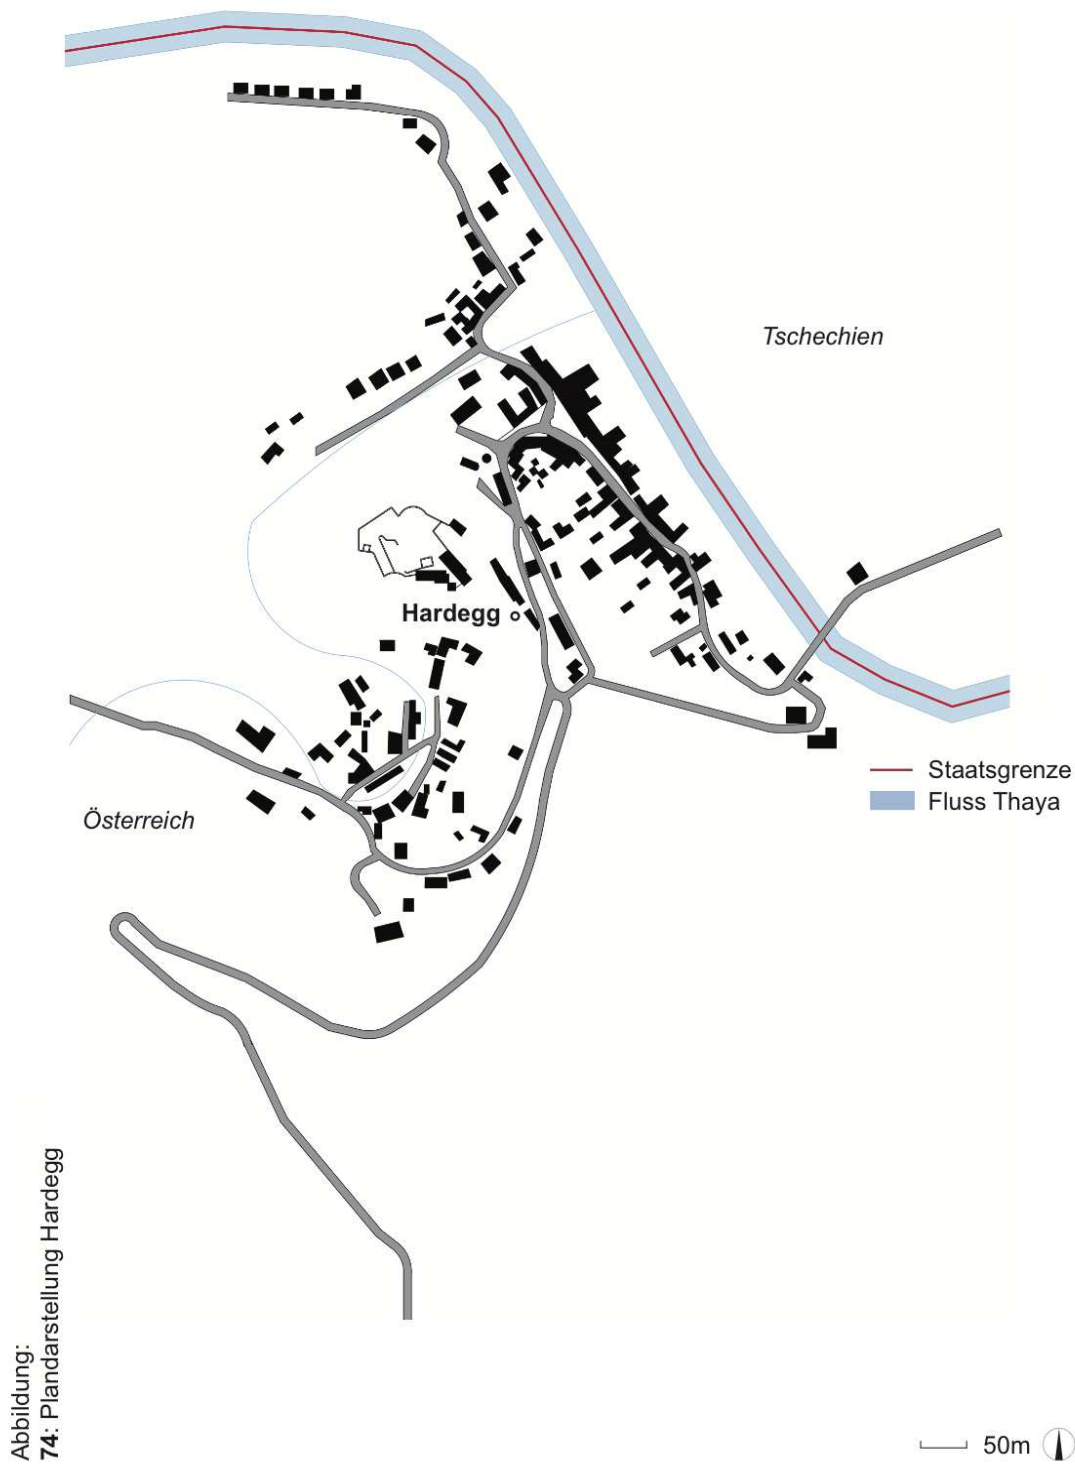 Tschechien
Hardegg
Staatsgrenze
Fluss Thaya
Österreich
Abbildung:
74: Plandarstellung Hardegg
50m